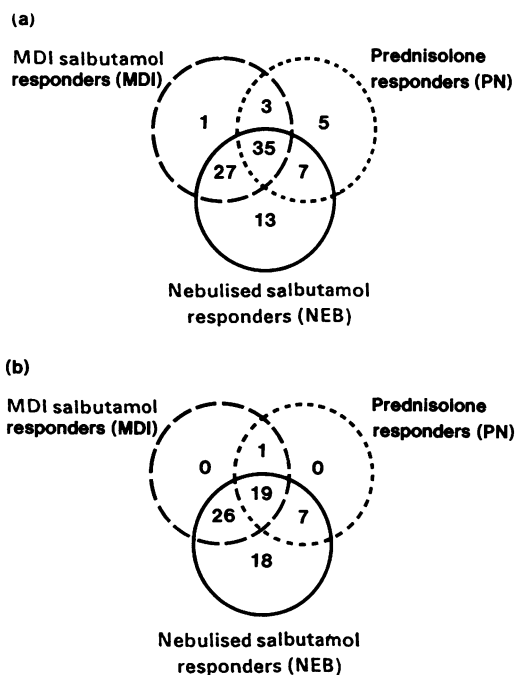 (a)
MDI salbutamol
responders (MDI)
Prednisolone
responders (PN)
1
3
5
35
27
7
13
Nebulised salbutamol
responders (NEB)
(b)
MDI salbutamol
responders (MDI)
Prednisolone
responders (PN)
0
1
0
19
26
7
18
Nebulised salbutamol
responders (NEB)